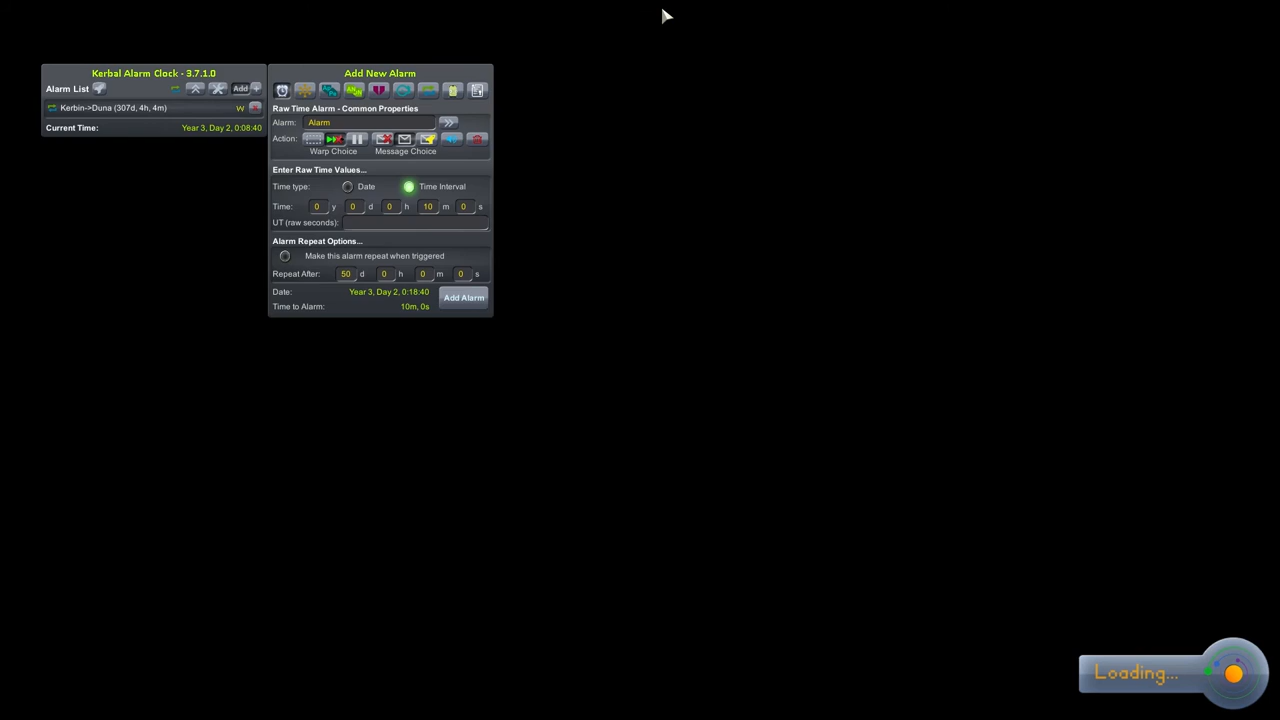 Kerbal Alarm Clock - 3.7.1.0
Alarm List Add +
Kerbin->Duna (307d, 4h, 4m) W
Current Time: Year 3, Day 2, 0:08:40
Add New Alarm
Raw Time Alarm - Common Properties
Alarm: Alarm
Action:
Warp Choice Message Choice
Enter Raw Time Values...
Time type: Date Time Interval
Time: 0 y 0 d 0 h 10 m 0 s
UT (raw seconds):
Alarm Repeat Options...
Make this alarm repeat when triggered
Repeat After: 50 d 0 h 0 m 0 s
Date: Year 3, Day 2, 0:18:40
Add Alarm
Time to Alarm: 10m, 0s
Loading...